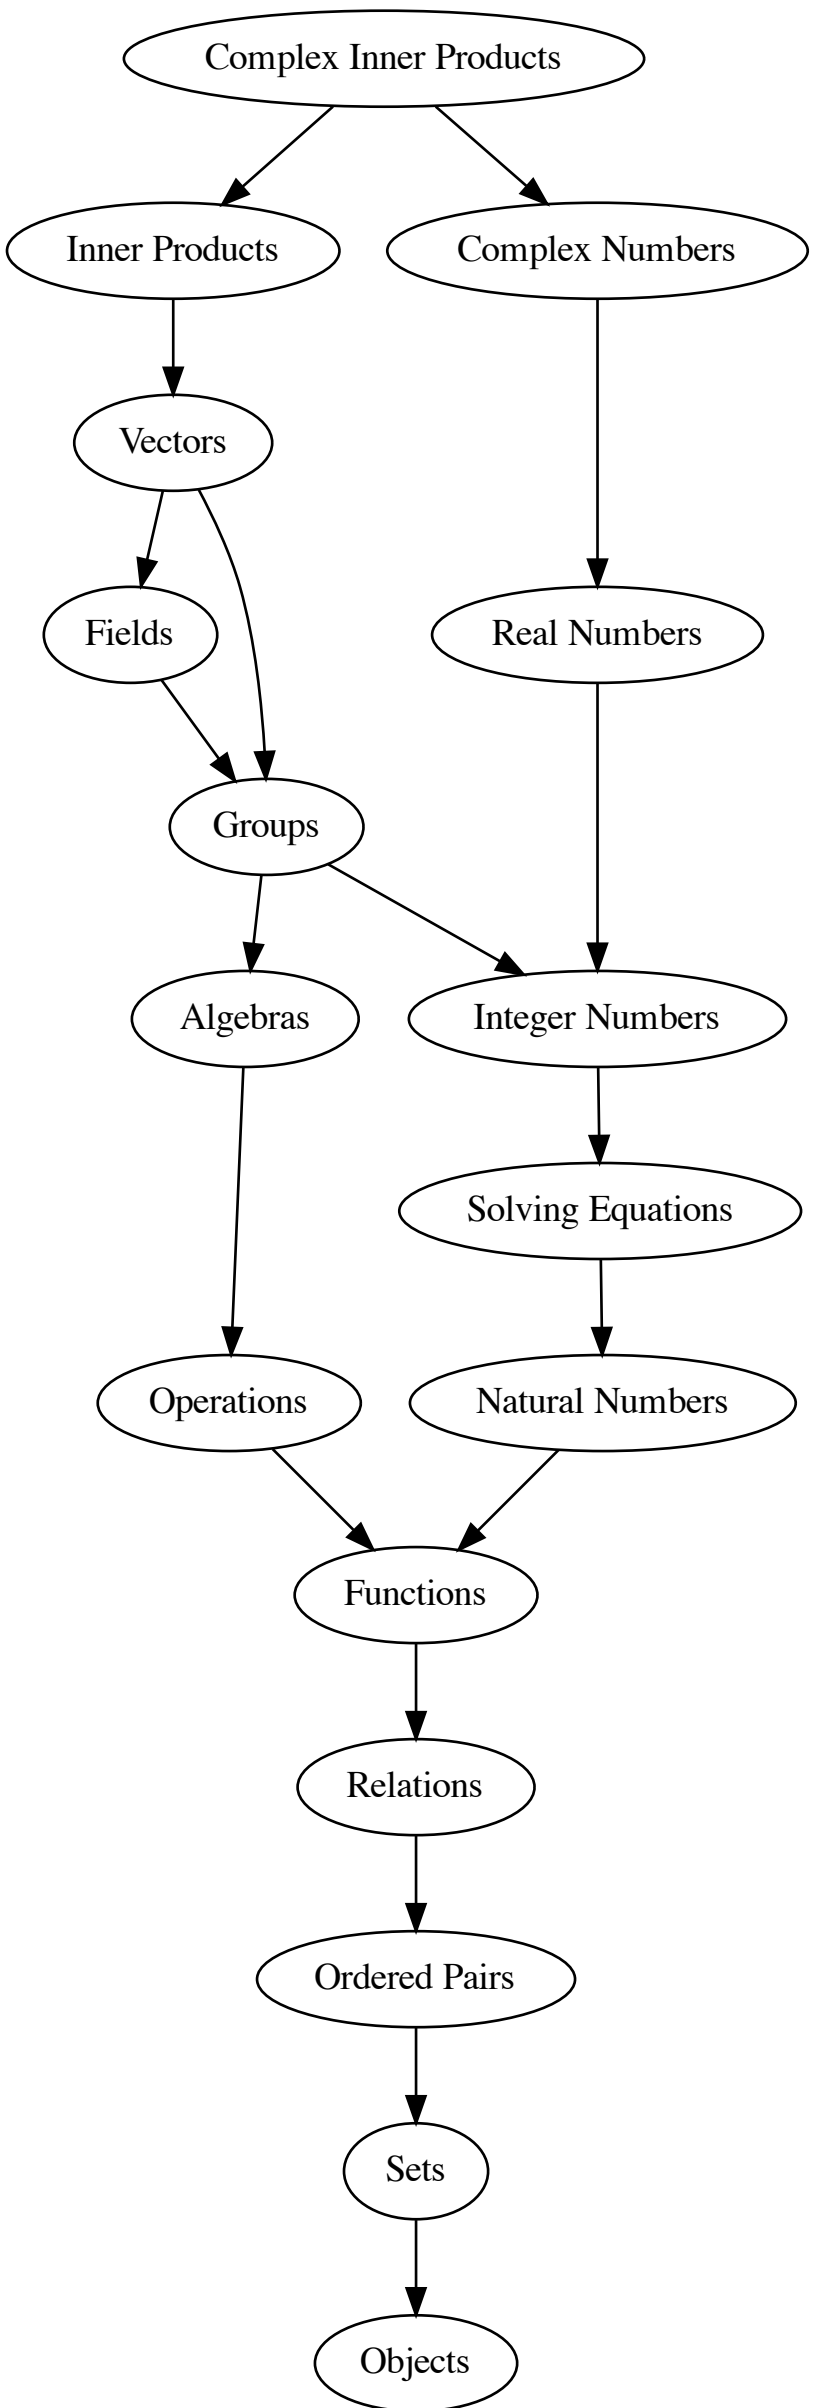 Complex Inner Products
Inner Products
Complex Numbers
Vectors
Fields
Real Numbers
Groups
Algebras
Integer Numbers
Solving Equations
Operations
Natural Numbers
Functions
Relations
Ordered Pairs
Sets
Objects